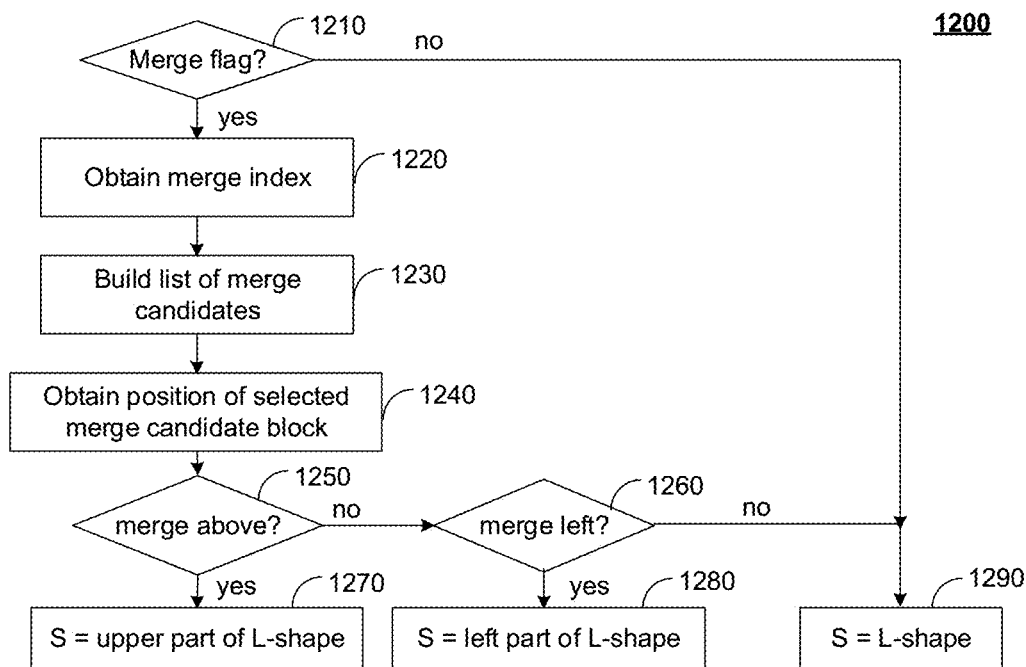 1210
1200
Merge flag?
no
yes
Obtain merge index
1220
Build list of merge
candidates
1230
Obtain position of selected
merge candidate block
1240
1250
merge above?
no
1260
merge left?
no
yes
1270
yes
1280
1290
S = upper part of L-shape
S = left part of L-shape
S = L-shape